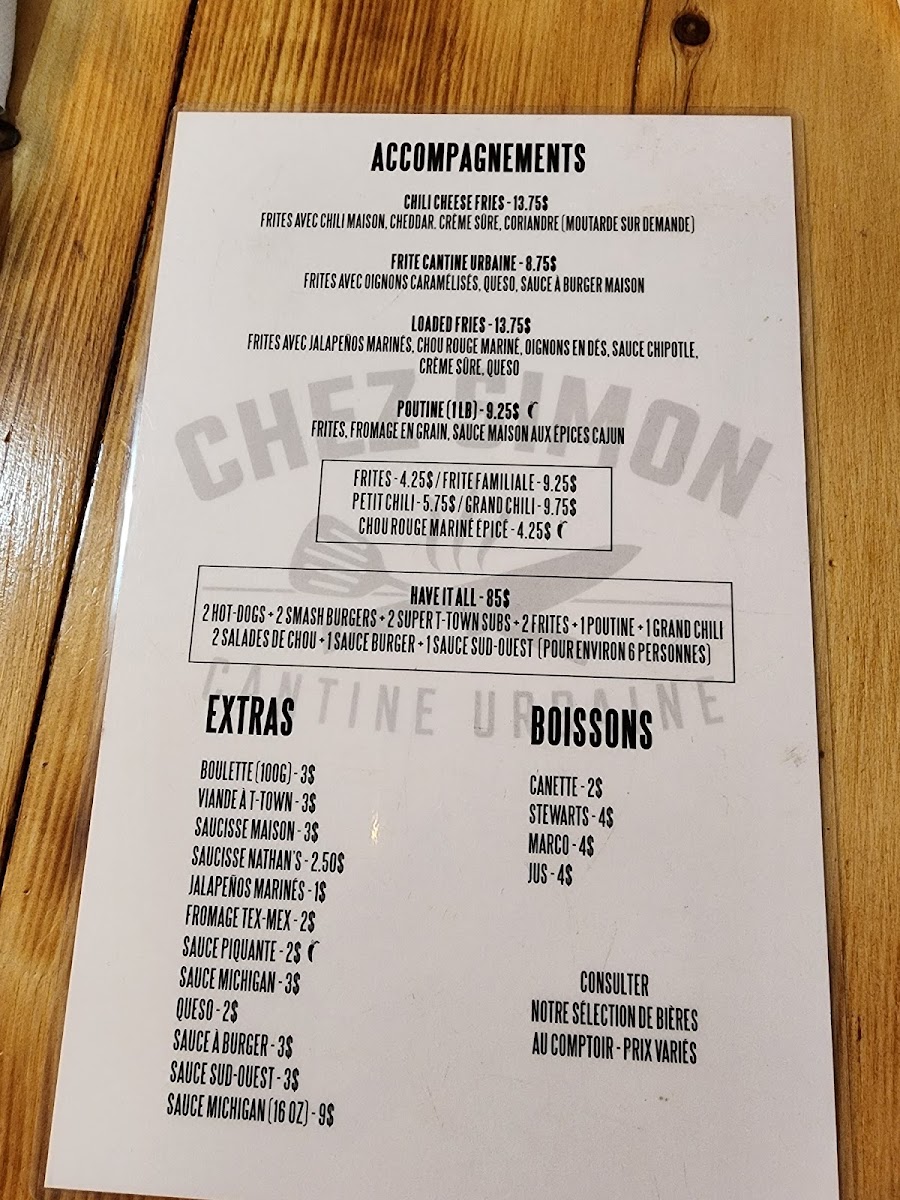 ACCOMPAGNEMENTS
CHILI CHEESE FRIES - 13.75$
FRITES AVEC CHILI MAISON, CHEDDAR. CRÈME SÛRE, CORIANDRE (MOUTARDE SUR DEMANDE)
FRITE CANTINE URBAINE - 8.75$
FRITES AVEC OIGNONS CARAMÉLISÉS, QUESO, SAUCE À BURGER MAISON
LOADED FRIES - 13.75$
FRITES AVEC JALAPEÑOS MARINÉS, CHOU ROUGE MARINÉ, OIGNONS EN DÉS, SAUCE CHIPOTLE,
CRÈME SÛRE, QUESO
CHEZ SIMON
POUTINE (1 LB) - 9.25$
FRITES, FROMAGE EN GRAIN, SAUCE MAISON AUX ÉPICES CAJUN
FRITES - 4.25$ / FRITE FAMILIALE - 9.25$
PETIT CHILI - 5.75$ / GRAND CHILI - 9.75$
CHOU ROUGE MARINÉ ÉPICÉ - 4.25$
HAVE IT ALL - 85$
2 HOT-DOGS + 2 SMASH BURGERS + 2 SUPER T-TOWN SUBS + 2 FRITES + 1 POUTINE + 1 GRAND CHILI
2 SALADES DE CHOU + 1 SAUCE BURGER + 1 SAUCE SUD-OUEST (POUR ENVIRON 6 PERSONNES)
CANTINE URBAINE
EXTRAS
BOULETTE (100G) - 3$
VIANDE À T-TOWN - 3$
SAUCISSE MAISON - 3$
SAUCISSE NATHAN'S - 2.50$
JALAPEÑOS MARINÉS - 1$
FROMAGE TEX-MEX - 2$
SAUCE PIQUANTE - 2$
SAUCE MICHIGAN - 3$
QUESO - 2$
SAUCE À BURGER - 3$
SAUCE SUD-OUEST - 3$
SAUCE MICHIGAN (16 OZ) - 9$
BOISSONS
CANETTE - 2$
STEWARTS - 4$
MARCO - 4$
JUS - 4$
CONSULTER
NOTRE SÉLECTION DE BIÈRES
AU COMPTOIR - PRIX VARIÉS